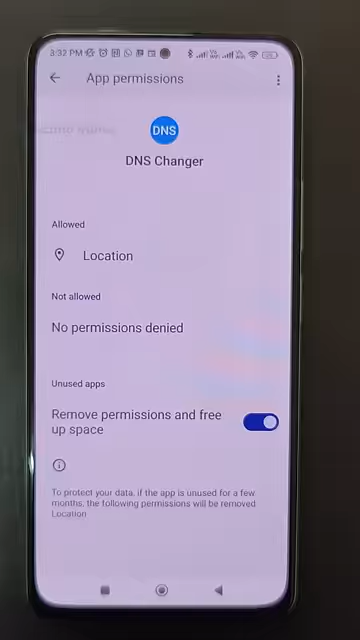 3:32 PM
App permissions
DNS
DNS Changer
Allowed
Location
Not allowed
No permissions denied
Unused apps
Remove permissions and free
up space
To protect your data, if the app is unused for a few
months, the following permissions will be removed
Location